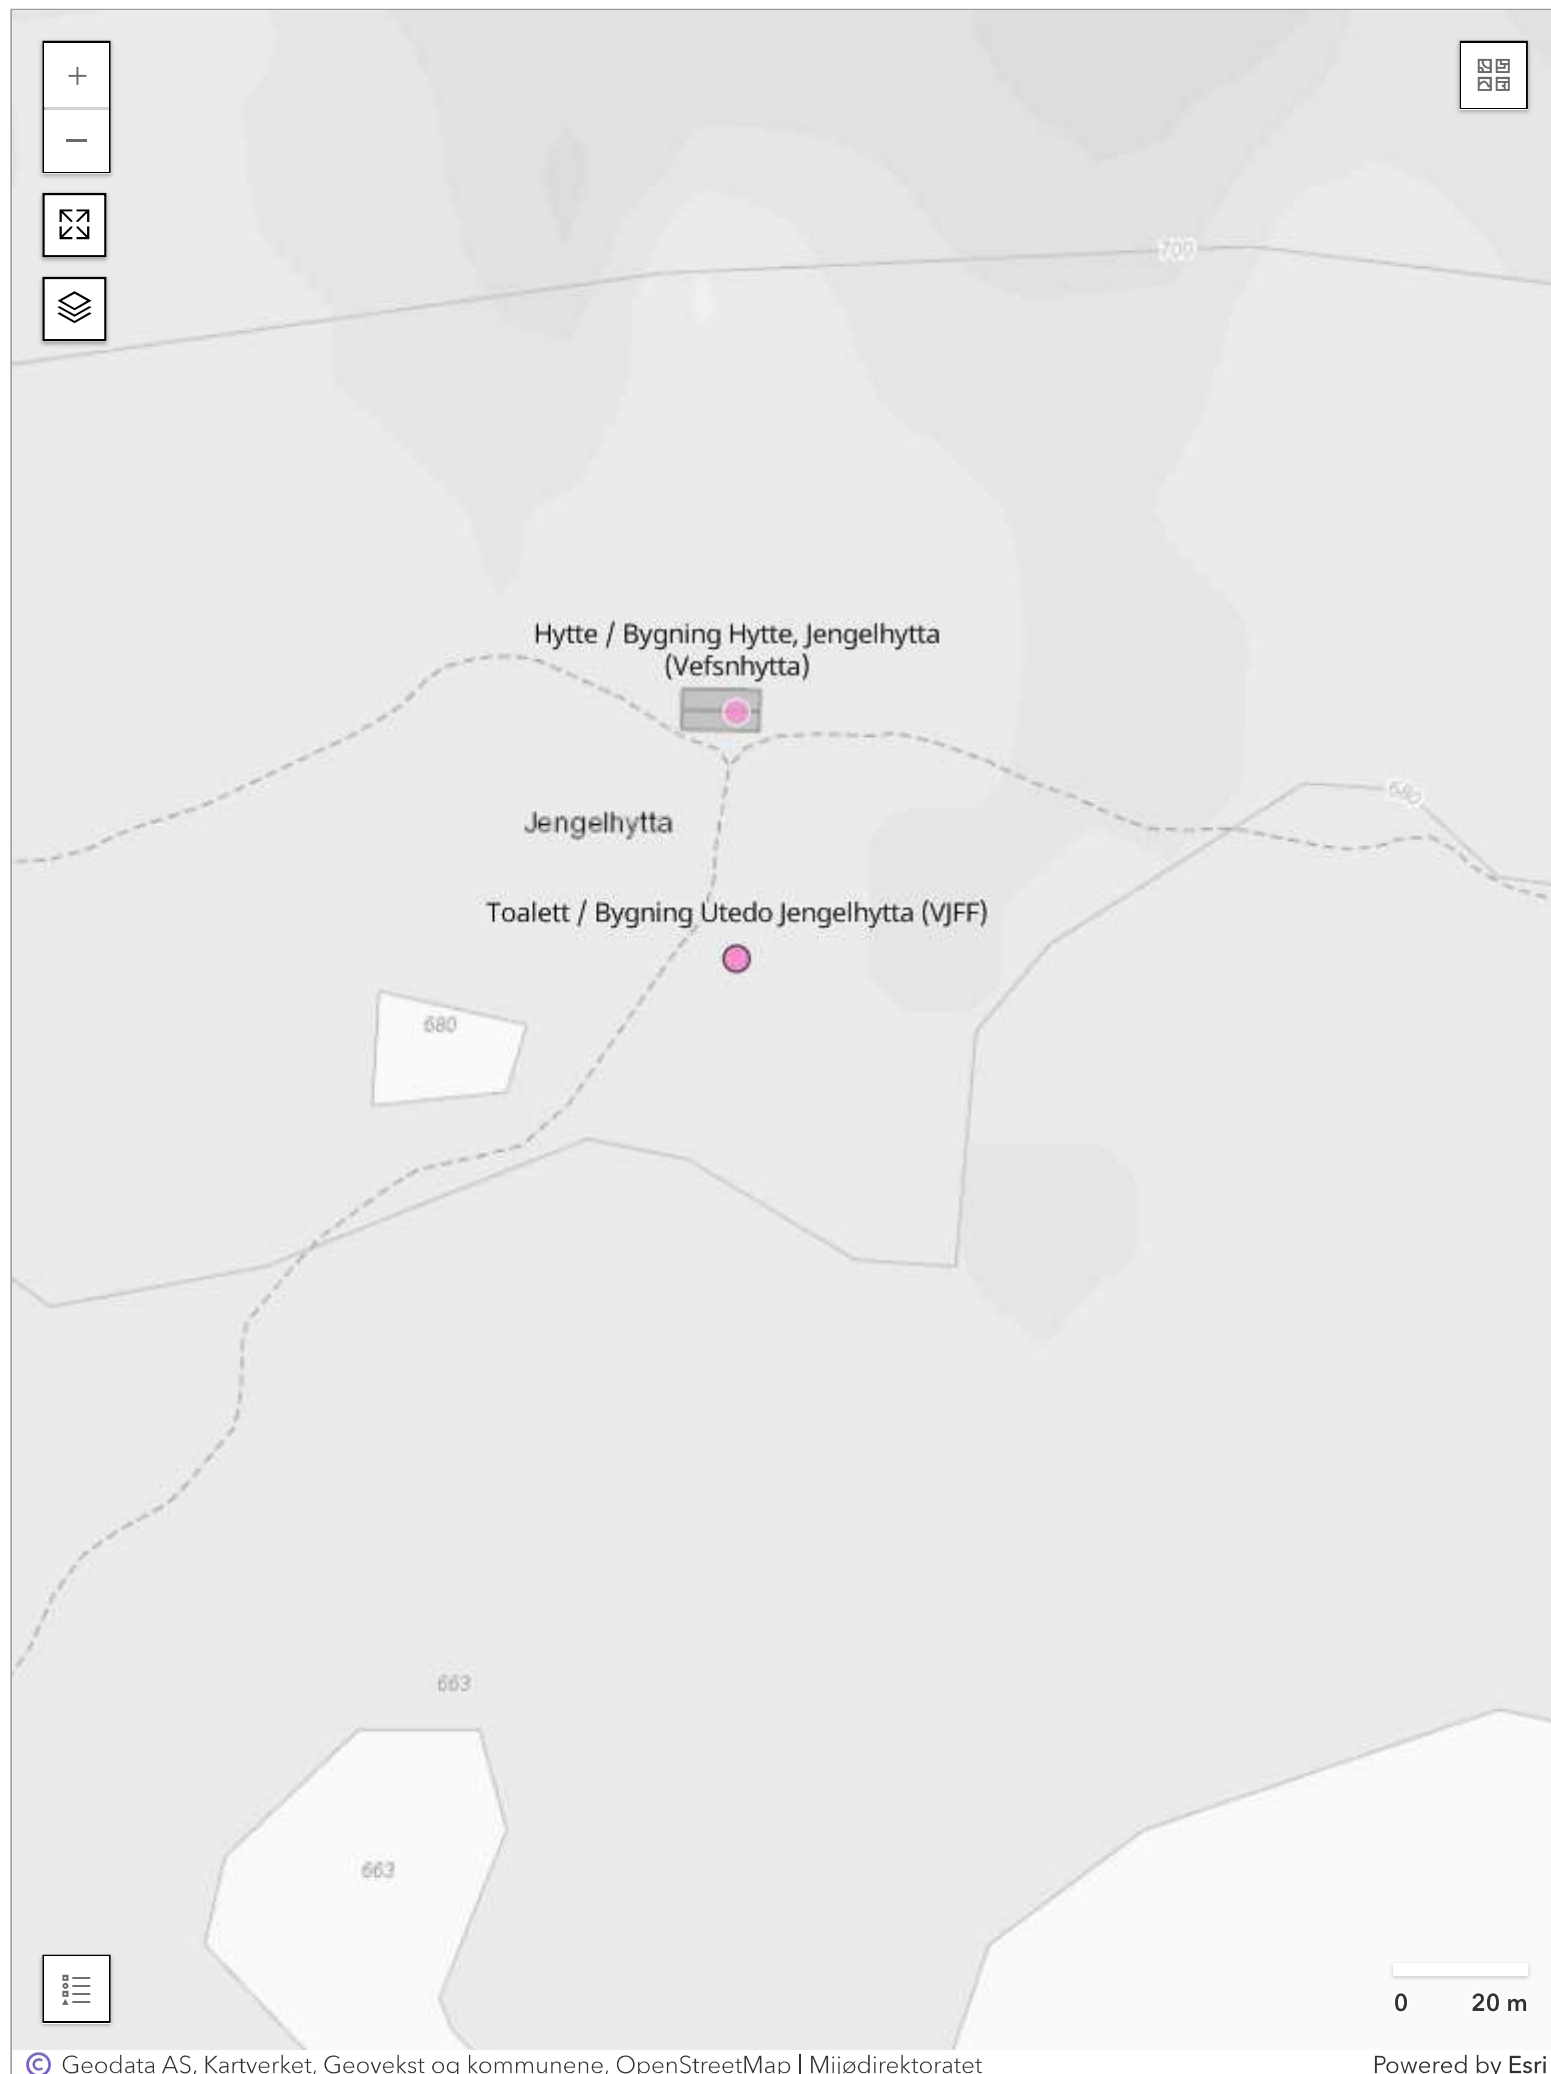 700
Hytte / Bygning Hytte, Jengelhytta
(Vefsnhytta)
680
Jengelhytta
Toalett / Bygning Utedo Jengelhytta (VJFF)
680
663
663
0 20 m
© Geodata AS, Kartverket, Geovekst og kommunene, OpenStreetMap | Miljødirektoratet
Powered by Esri